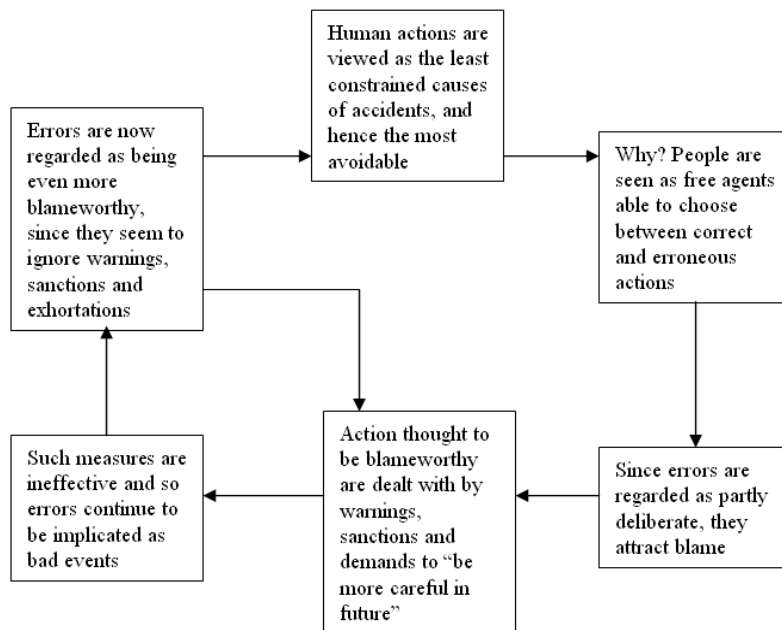 Human actions are
viewed as the least
constrained causes
of accidents, and
hence the most
avoidable
Why? People are
seen as free agents
able to choose
between correct
and erroneous
actions
Since errors are
regarded as partly
deliberate, they
attract blame
Action thought to
be blameworthy
are dealt with by
warnings,
sanctions and
demands to “be
more careful in
future”
Such measures are
ineffective and so
errors continue to
be implicated as
bad events
Errors are now
regarded as being
even more
blameworthy,
since they seem to
ignore warnings,
sanctions and
exhortations